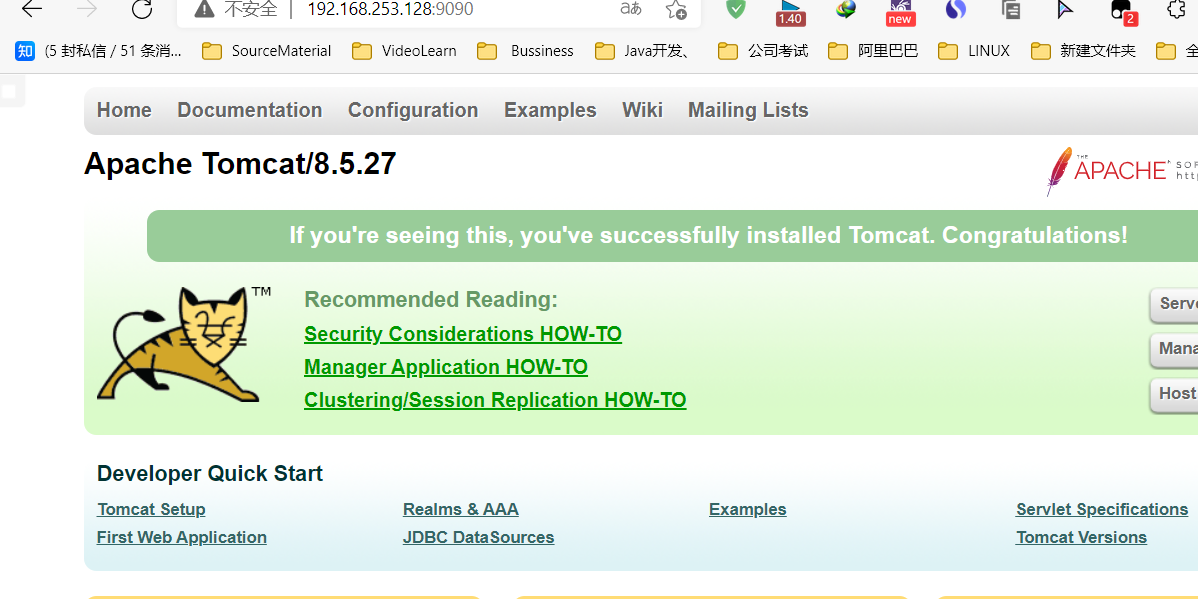 不安全 | 192.168.253.128:9090 aあ
1.40 new 2
知 (5 封私信 / 51 条消... SourceMaterial VideoLearn Bussiness Java开发、 公司考试 阿里巴巴 LINUX 新建文件夹 全
Home Documentation Configuration Examples Wiki Mailing Lists
Apache Tomcat/8.5.27
THE APACHE
If you're seeing this, you've successfully installed Tomcat. Congratulations!
TM
Recommended Reading:
Security Considerations HOW-TO
Manager Application HOW-TO
Clustering/Session Replication HOW-TO
Host
Developer Quick Start
Tomcat Setup Realms & AAA Examples Servlet Specifications
First Web Application JDBC DataSources Tomcat Versions